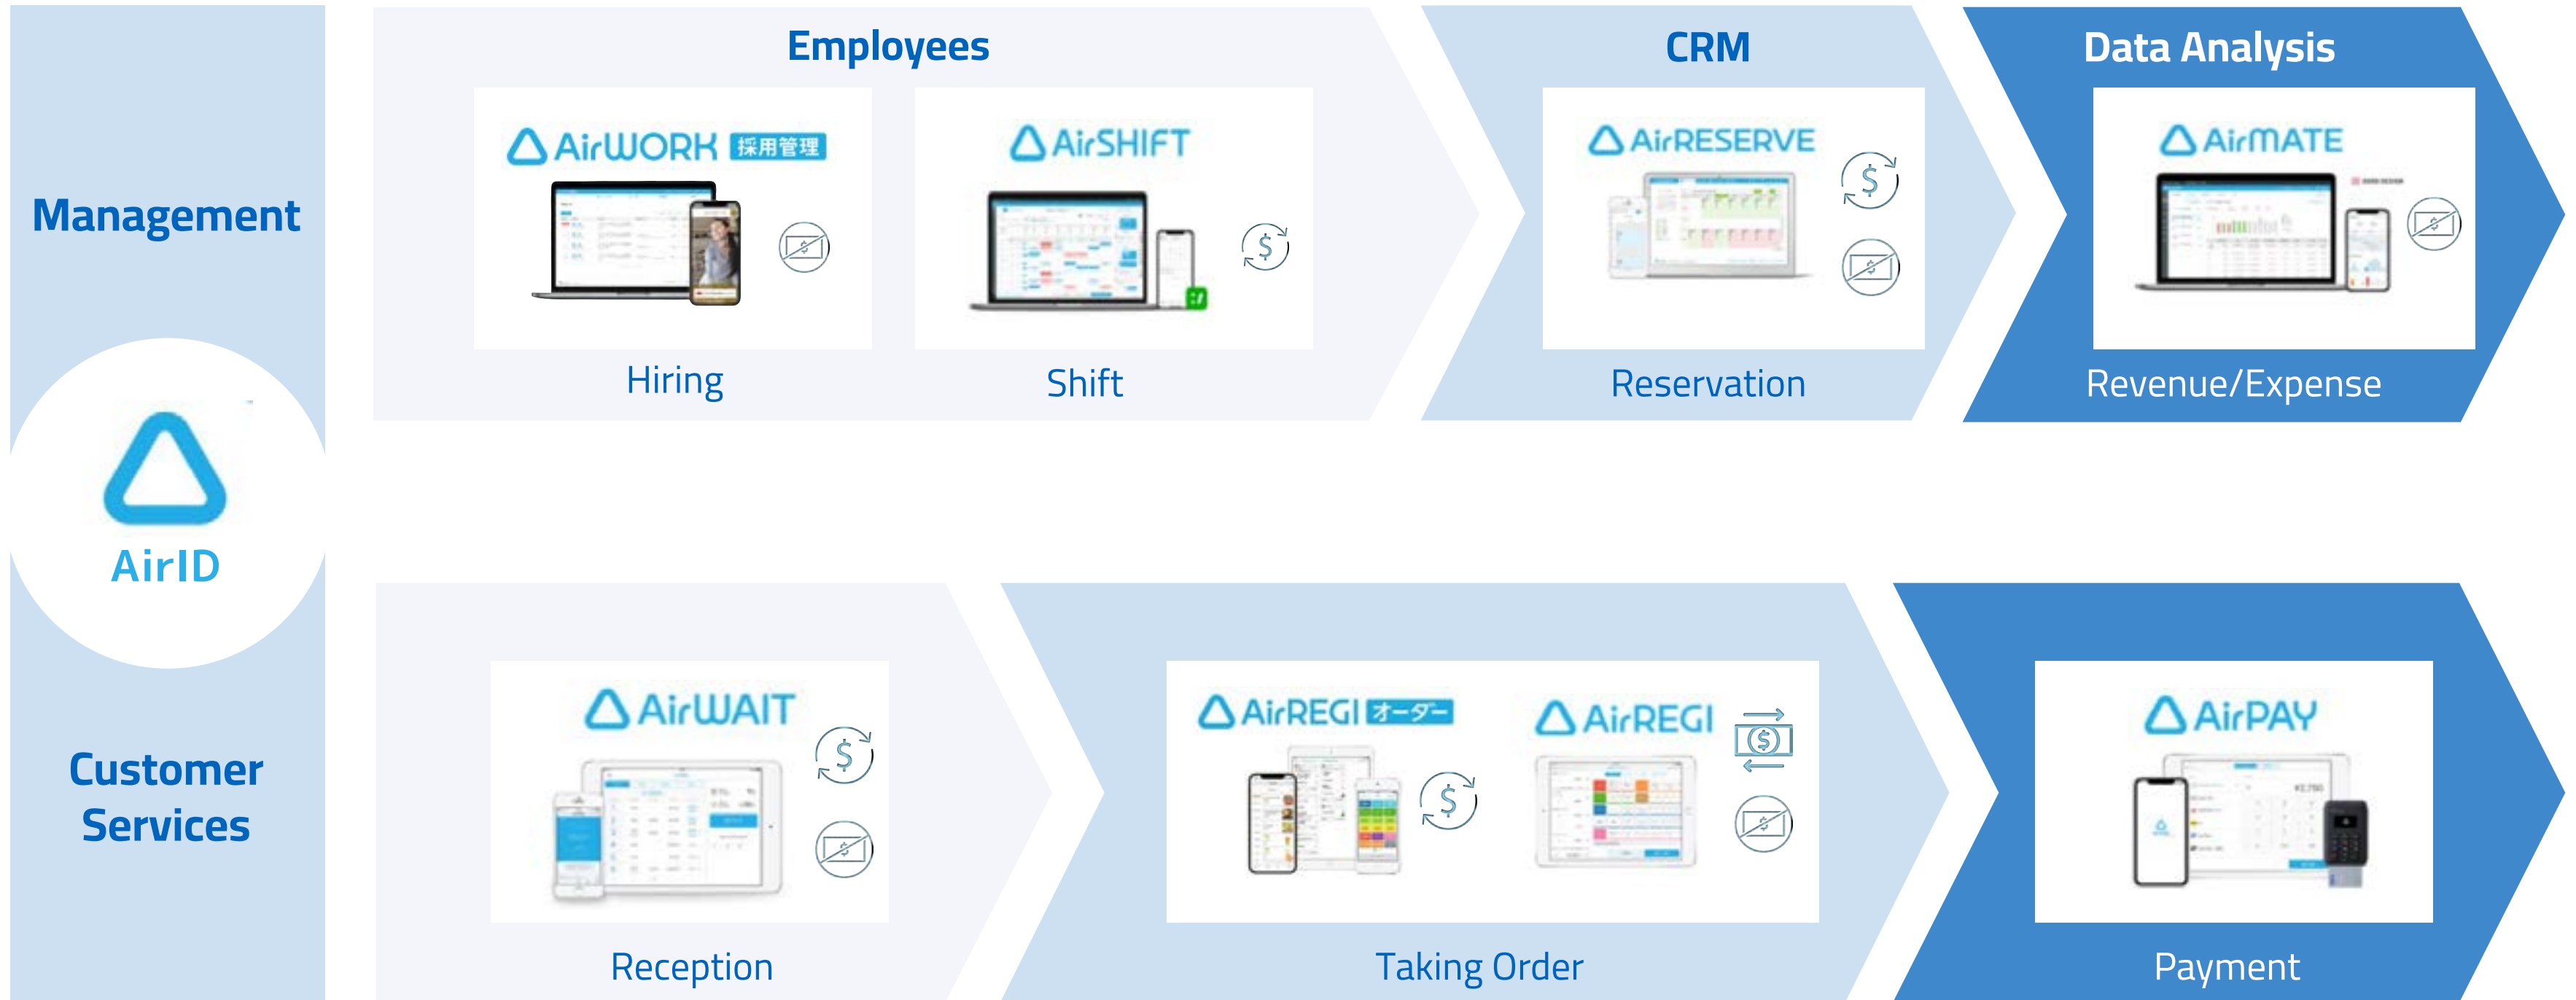 Management
Employees
AirWORK 採用管理
Hiring
AirSHIFT
Shift
CRM
AirRESERVE
Reservation
Data Analysis
AirMATE
Revenue/Expense
AirID
Customer
Services
AirWAIT
Reception
AirREGI オーダー
AirREGI
Taking Order
AirPAY
Payment